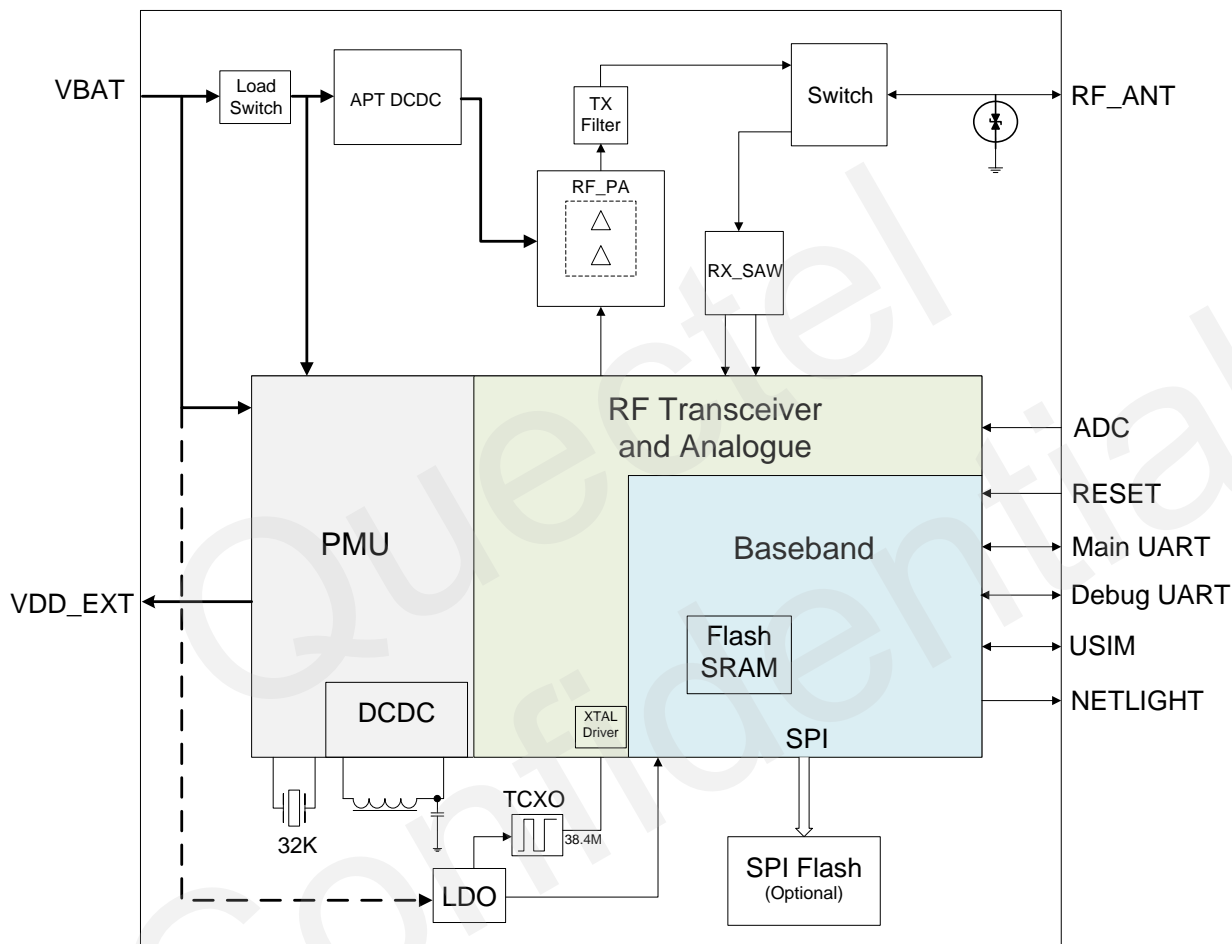 VBAT
Load
Switch
APT DCDC
TX
Filter
Switch
RF_ANT
RF_PA
RX_SAW
RF Transceiver
and Analogue
ADC
RESET
PMU
Baseband
Main UART
VDD_EXT
Debug UART
Flash
SRAM
USIM
NETLIGHT
DCDC
XTAL
Driver
SPI
TCXO
38.4M
32K
LDO
SPI Flash
(Optional)
Quectel
Confidential